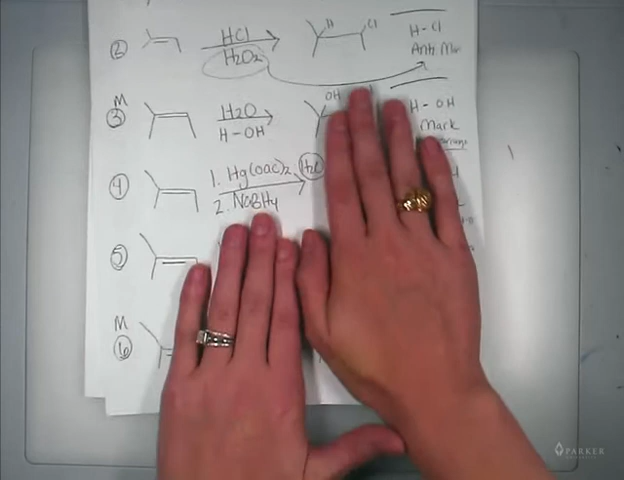 ② HCl H Cl H-Cl
H2O2 Anti Mar
M
③ H2O OH H-OH
H-OH Mark
④ 1. Hg(OAc)2, H2O
2. NaBH4
⑤
M
⑥
PARKER